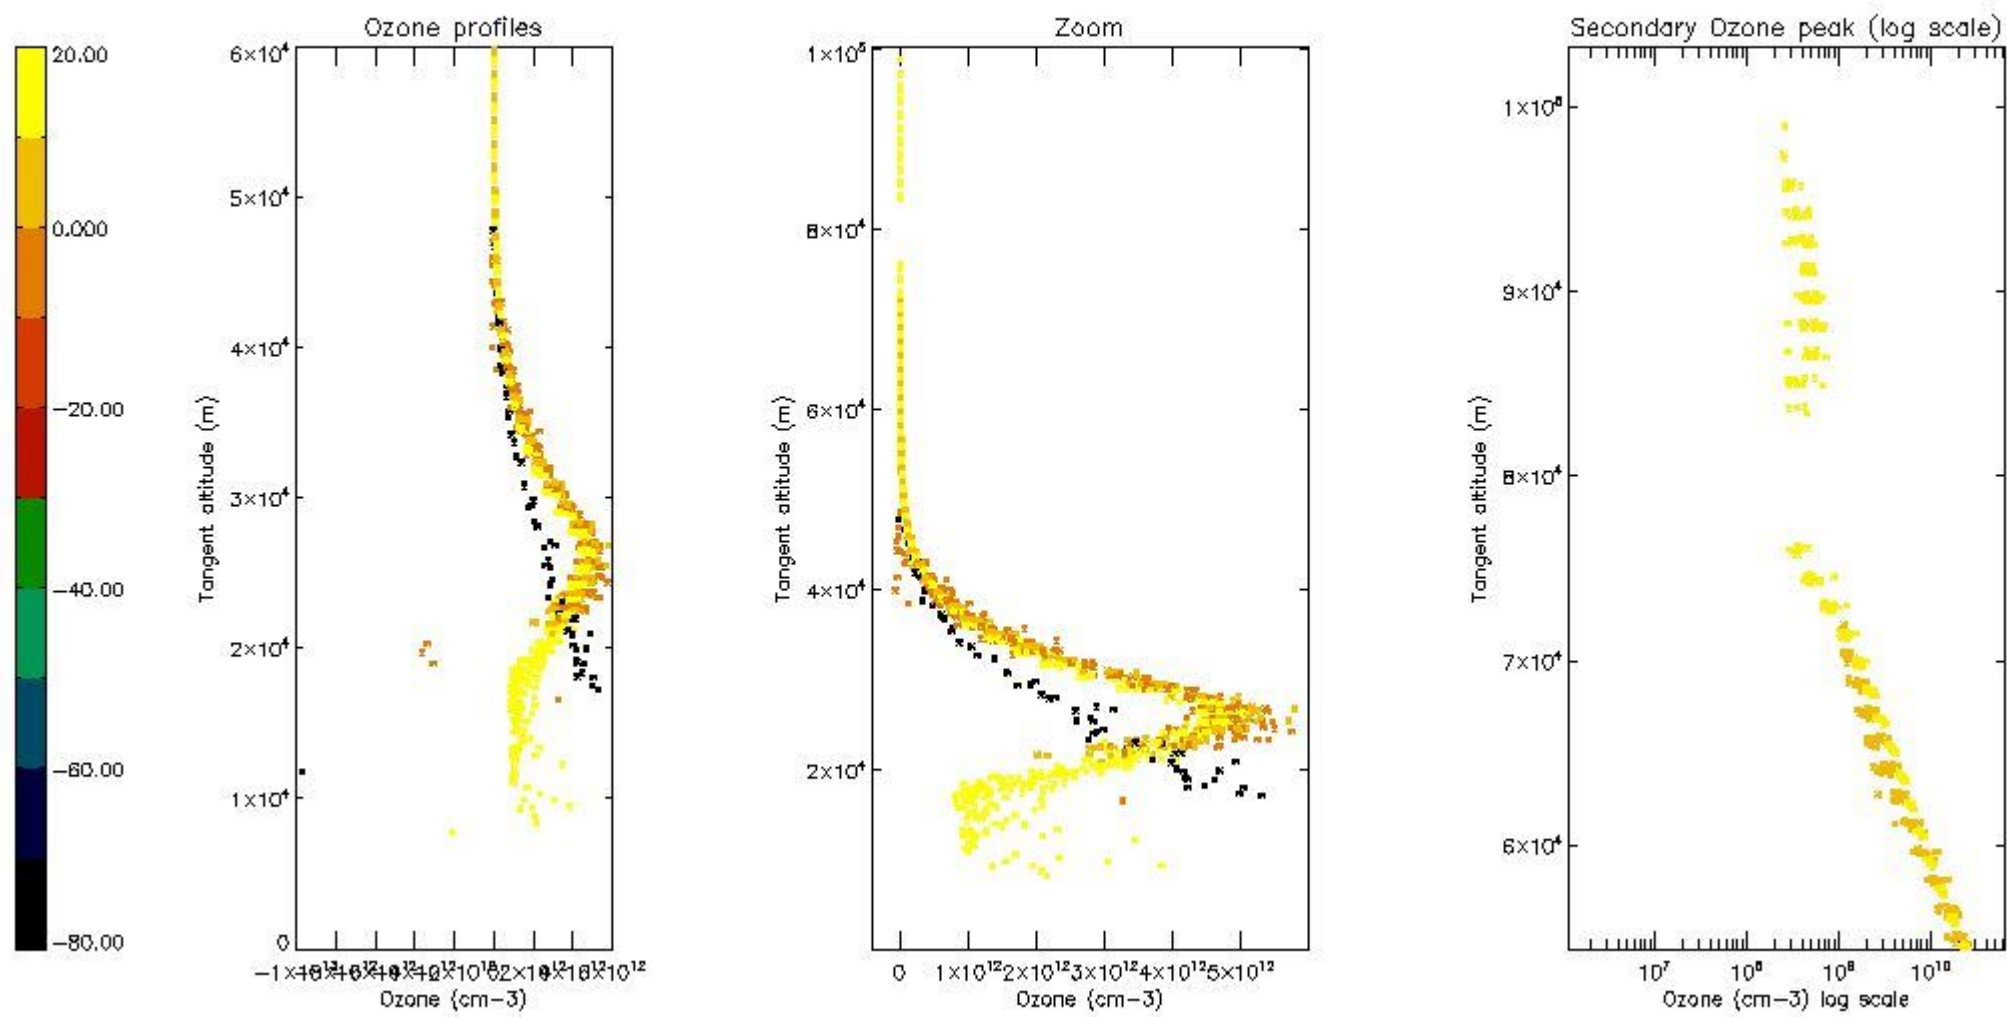 Ozone profiles
Zoom
Secondary Ozone peak (log scale)
20.00
0.000
−20.00
−40.00
−60.00
−80.00
6×10⁴
5×10⁴
4×10⁴
3×10⁴
2×10⁴
1×10⁴
0
Tangent altitude (m)
Ozone (cm−3)
1×10⁵
8×10⁴
6×10⁴
4×10⁴
2×10⁴
Tangent altitude (m)
0 1×10¹² 2×10¹² 3×10¹² 4×10¹² 5×10¹²
Ozone (cm−3)
9×10⁴
8×10⁴
7×10⁴
6×10⁴
Tangent altitude (m)
10⁷ 10⁸ 10⁹ 10¹⁰
Ozone (cm−3) log scale